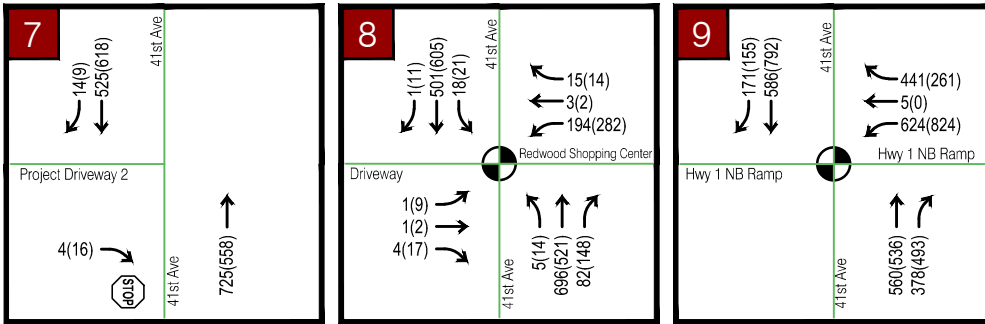 7
41st Ave
14(9)
525(618)
Project Driveway 2
4(16)
STOP
41st Ave
725(558)
8
41st Ave
1(11)
501(605)
18(21)
15(14)
3(2)
194(282)
Redwood Shopping Center
Driveway
1(9)
1(2)
4(17)
41st Ave
5(14)
696(521)
82(148)
9
41st Ave
171(155)
586(792)
441(261)
5(0)
624(824)
Hwy 1 NB Ramp
Hwy 1 NB Ramp
41st Ave
560(536)
378(493)